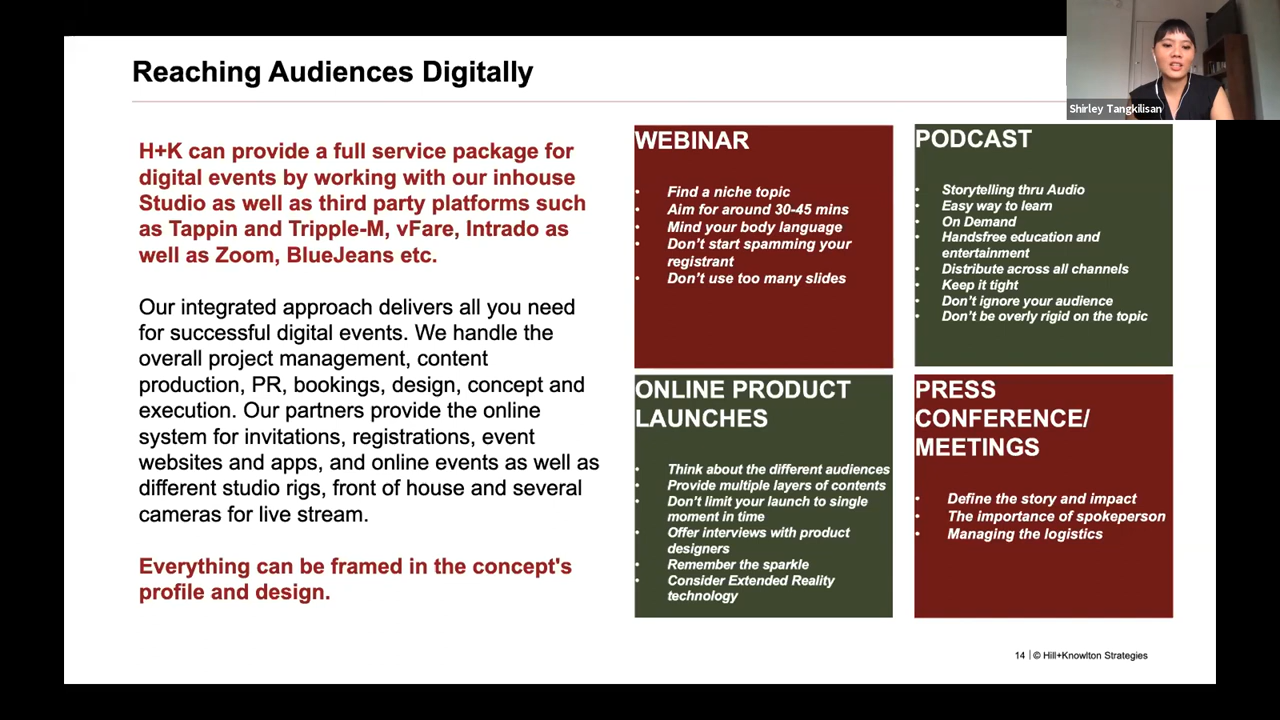 Reaching Audiences Digitally
Shirley Tangkilisan
H+K can provide a full service package for
digital events by working with our inhouse
Studio as well as third party platforms such
as Tappin and Tripple-M, vFare, Intrado as
well as Zoom, BlueJeans etc.
Our integrated approach delivers all you need
for successful digital events. We handle the
overall project management, content
production, PR, bookings, design, concept and
execution. Our partners provide the online
system for invitations, registrations, event
websites and apps, and online events as well as
different studio rigs, front of house and several
cameras for live stream.
Everything can be framed in the concept's
profile and design.
WEBINAR
• Find a niche topic
• Aim for around 30-45 mins
• Mind your body language
• Don't start spamming your
registrant
• Don't use too many slides
PODCAST
• Storytelling thru Audio
• Easy way to learn
• On Demand
• Handsfree education and
entertainment
• Distribute across all channels
• Keep it tight
• Don't ignore your audience
• Don't be overly rigid on the topic
ONLINE PRODUCT
LAUNCHES
• Think about the different audiences
• Provide multiple layers of contents
• Don't limit your launch to single
moment in time
• Offer interviews with product
designers
• Remember the sparkle
• Consider Extended Reality
technology
PRESS
CONFERENCE/
MEETINGS
• Define the story and impact
• The importance of spokeperson
• Managing the logistics
14 | © Hill+Knowlton Strategies